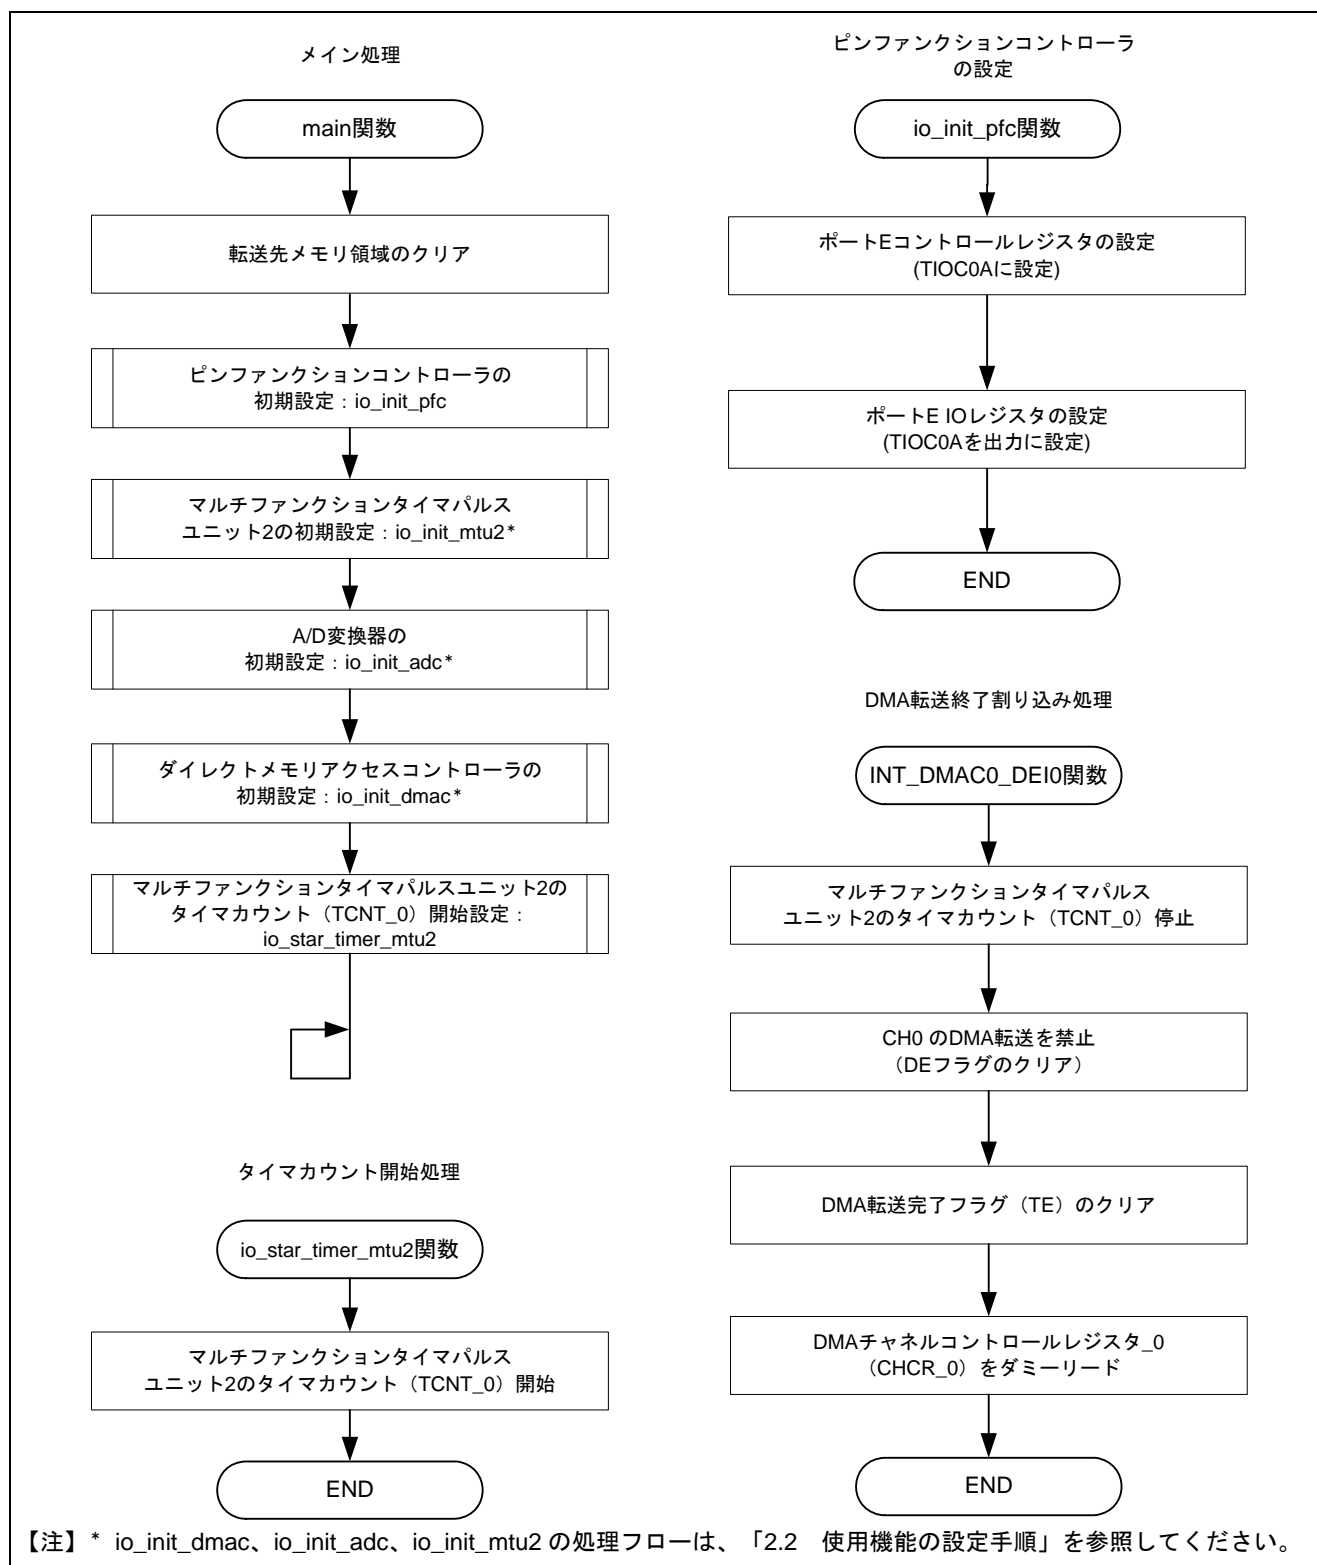 メイン処理
main関数
転送先メモリ領域のクリア
ピンファンクションコントローラの
初期設定：io_init_pfc
マルチファンクションタイマパルス
ユニット2の初期設定：io_init_mtu2*
A/D変換器の
初期設定：io_init_adc*
ダイレクトメモリアクセスコントローラの
初期設定：io_init_dmac*
マルチファンクションタイマパルスユニット2の
タイマカウント（TCNT_0）開始設定：
io_star_timer_mtu2
タイマカウント開始処理
io_star_timer_mtu2関数
マルチファンクションタイマパルス
ユニット2のタイマカウント（TCNT_0）開始
END
ピンファンクションコントローラ
の設定
io_init_pfc関数
ポートEコントロールレジスタの設定
(TIOC0Aに設定)
ポートE IOレジスタの設定
(TIOC0Aを出力に設定)
END
DMA転送終了割り込み処理
INT_DMAC0_DEI0関数
マルチファンクションタイマパルス
ユニット2のタイマカウント（TCNT_0）停止
CH0 のDMA転送を禁止
（DEフラグのクリア）
DMA転送完了フラグ（TE）のクリア
DMAチャネルコントロールレジスタ_0
（CHCR_0）をダミーリード
END
【注】* io_init_dmac、io_init_adc、io_init_mtu2 の処理フローは、「2.2　使用機能の設定手順」を参照してください。